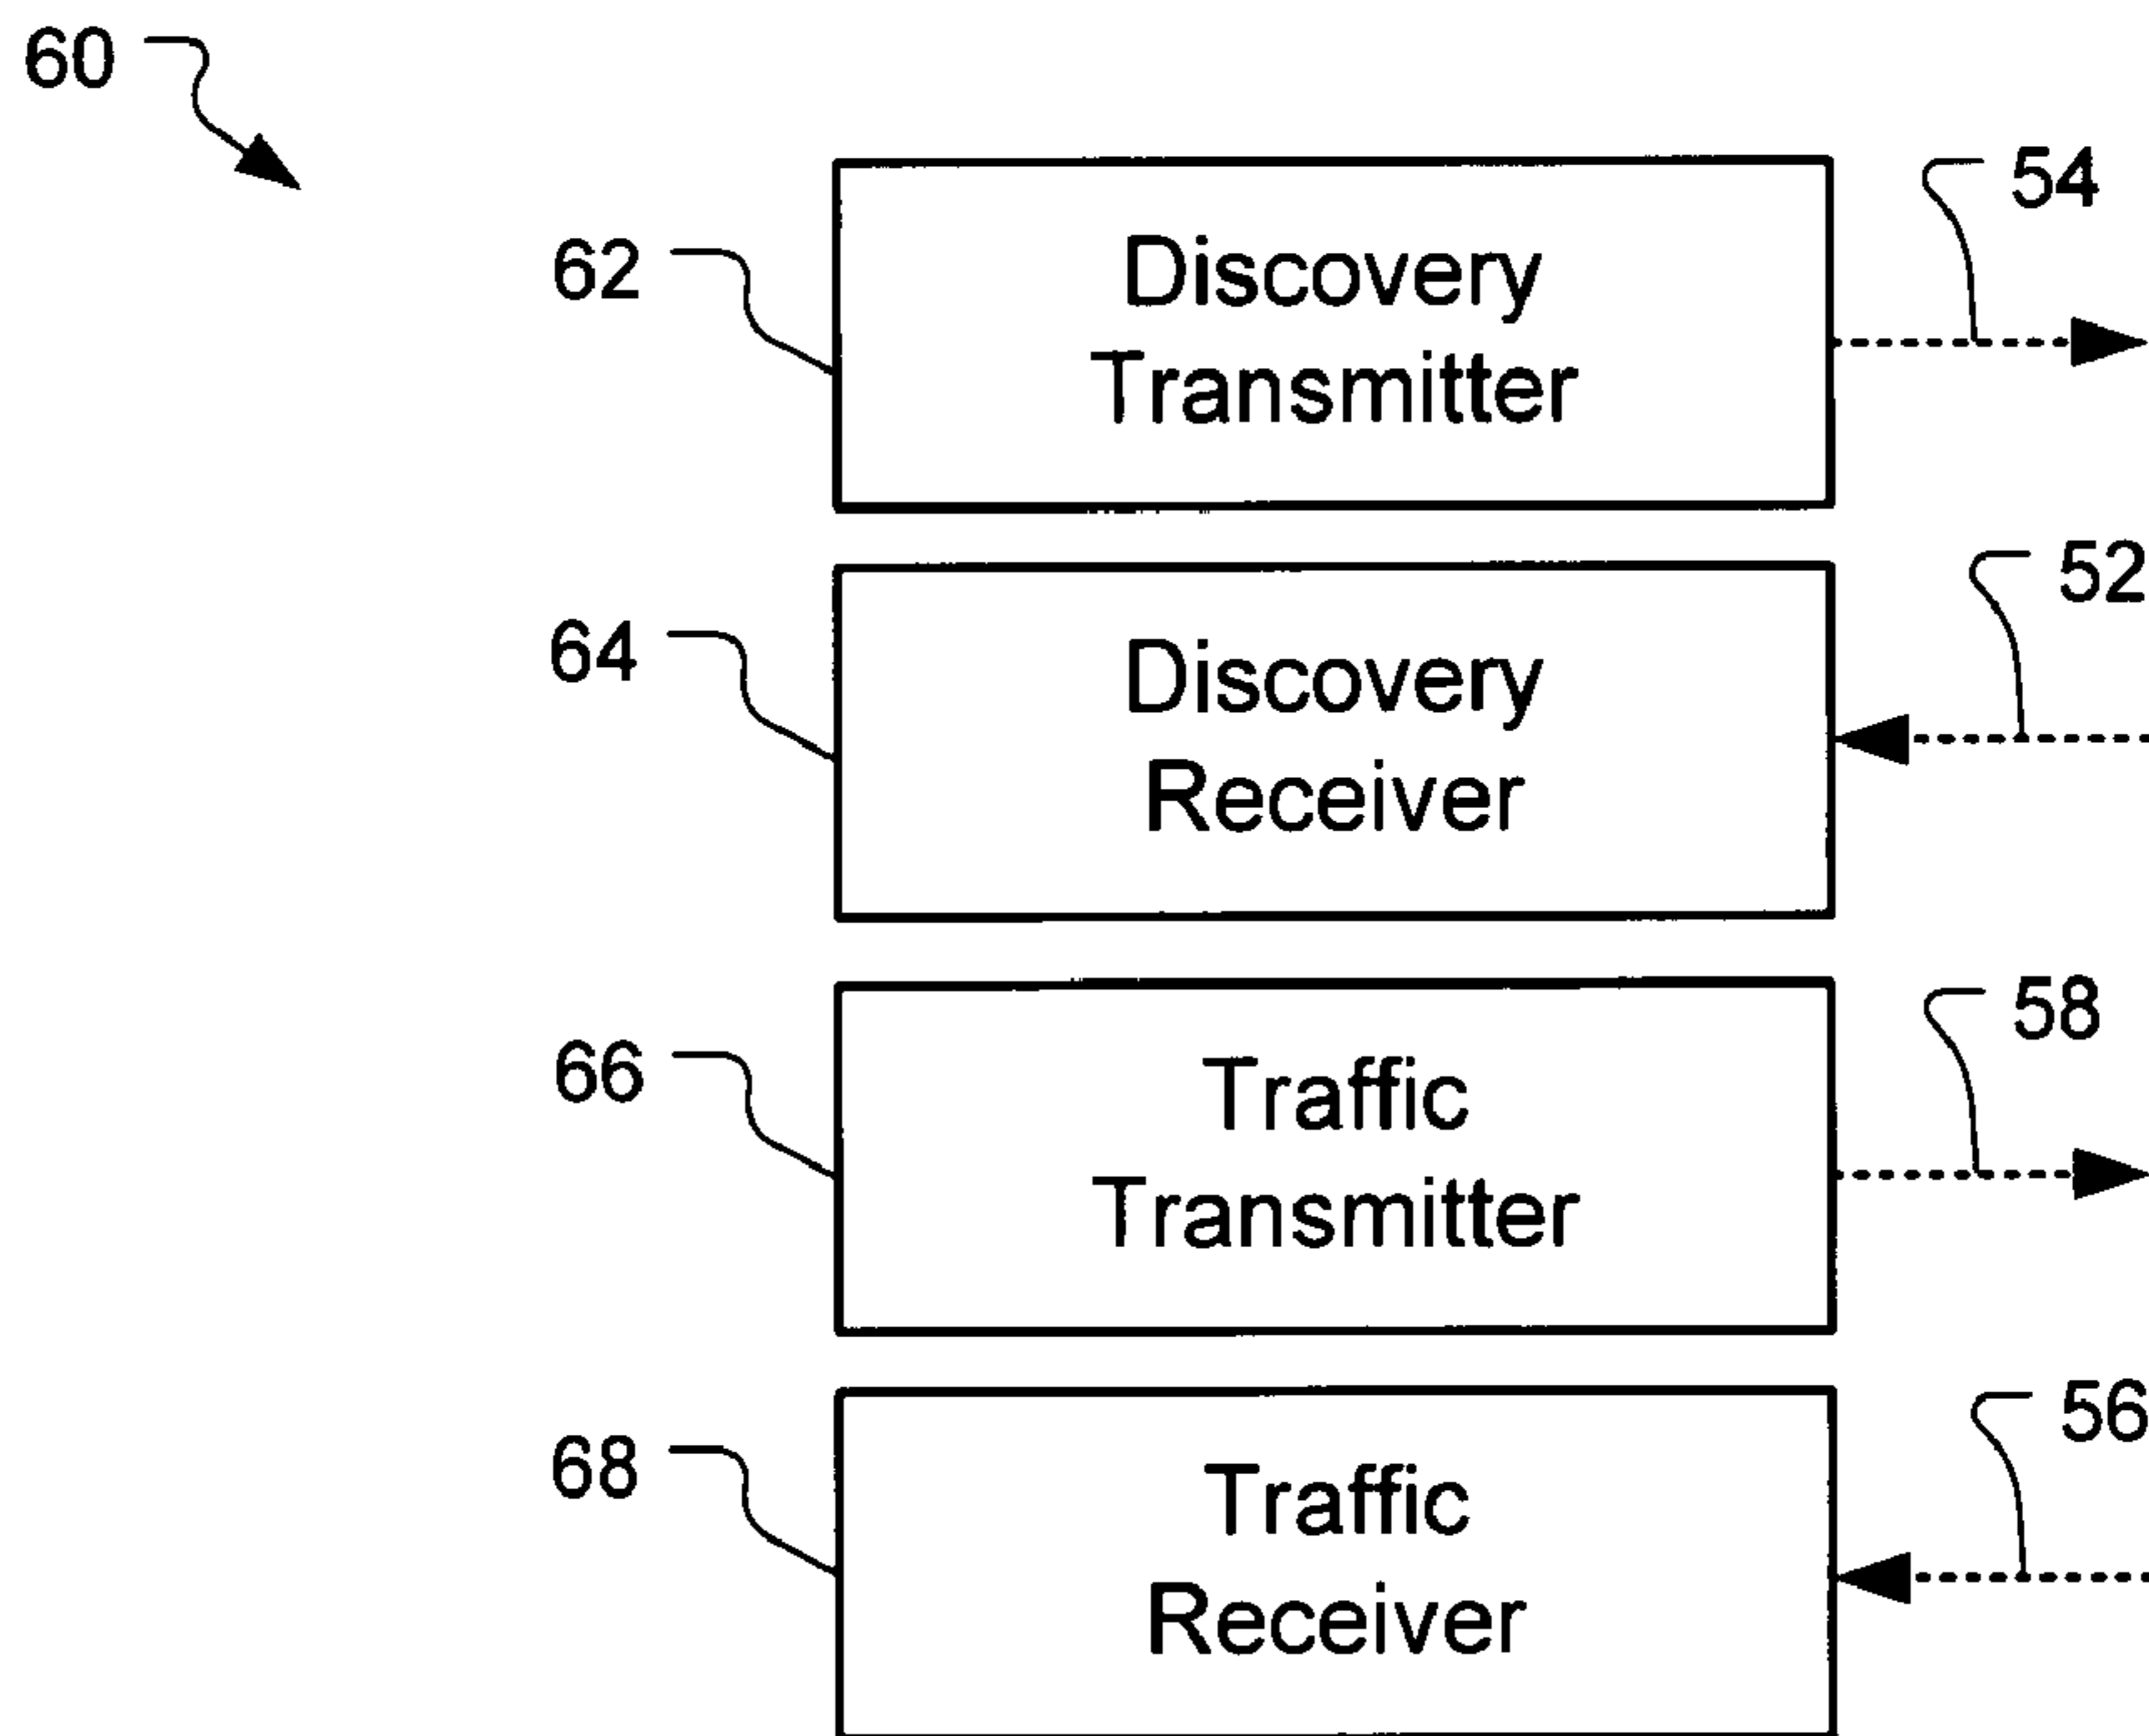 60
54
62
Discovery
Transmitter
52
64
Discovery
Receiver
58
66
Traffic
Transmitter
56
68
Traffic
Receiver